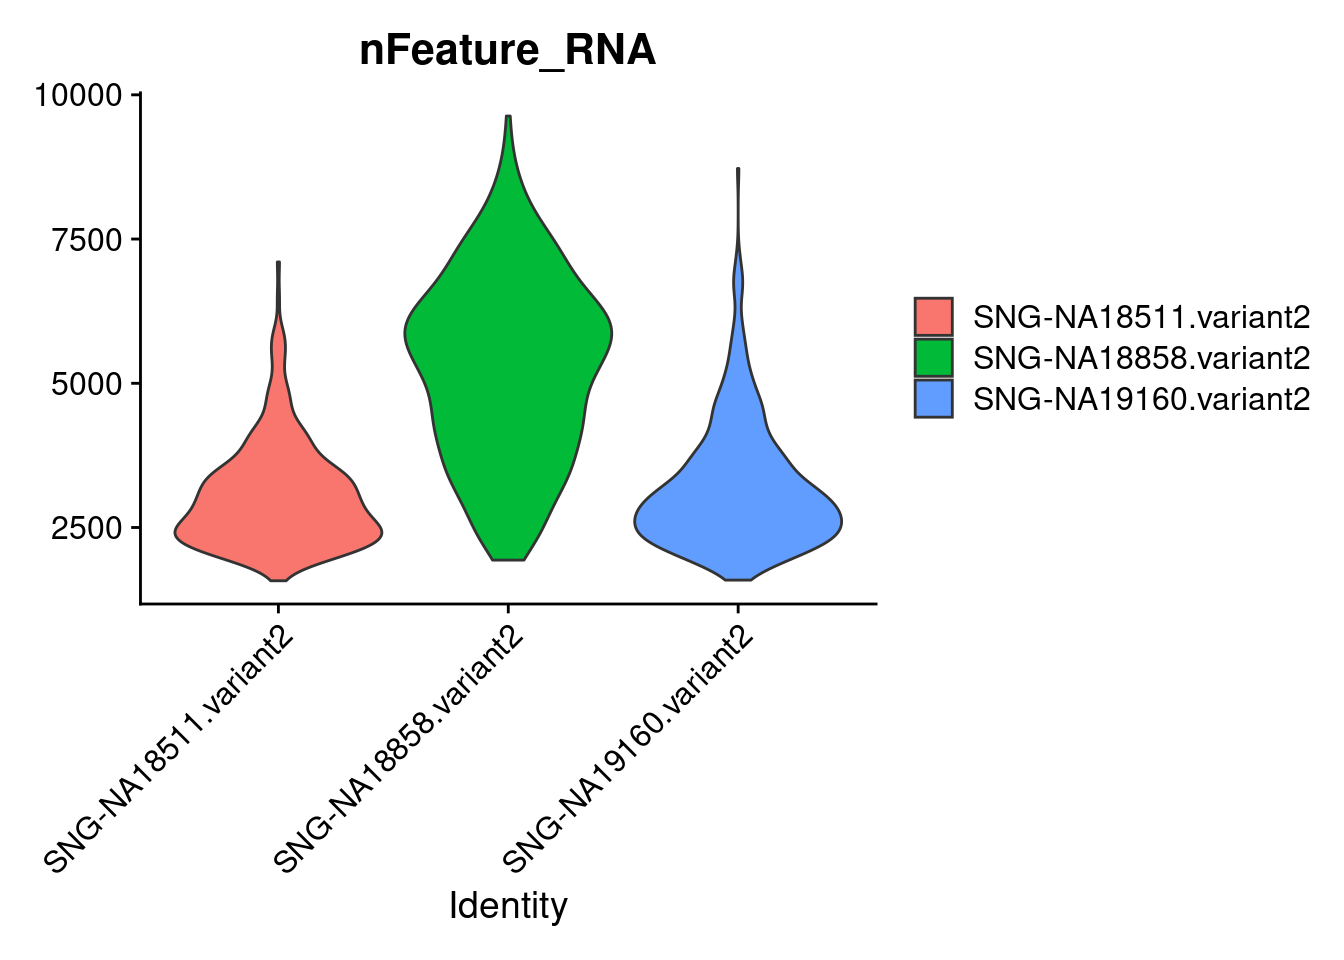 nFeature_RNA
10000
7500
5000
2500
SNG-NA18511.variant2
SNG-NA18858.variant2
SNG-NA19160.variant2
Identity
SNG-NA18511.variant2
SNG-NA18858.variant2
SNG-NA19160.variant2